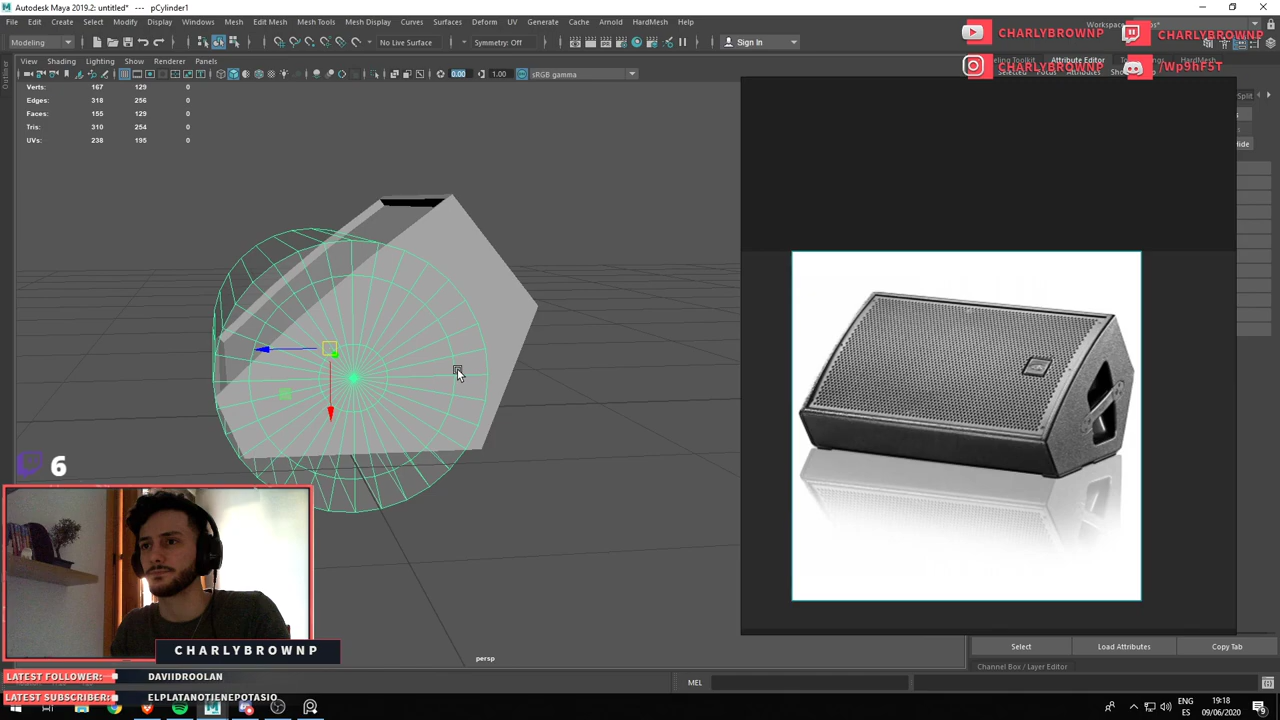 Autodesk Maya 2019.2: untitled* --- pCylinder1
File Edit Create Select Modify Display Windows Mesh Edit Mesh Mesh Tools Mesh Display Curves Surfaces Deform UV Generate Cache Arnold HardMesh Help
Workspace
CHARLYBROWNP
CHARLYBROWNP
Modeling
No Live Surface
Symmetry: Off
Sign In
View Shading Lighting Show Renderer Panels
Attribute Editor
HardMesh
CHARLYBROWNP
/Wp9hF5T
Outliner
0.00
1.00
sRGB gamma
Verts: 167 129 0
Edges: 318 256 0
Faces: 155 129 0
Tris: 310 254 0
UVs: 238 195 0
Split
Hide
6
CHARLYBROWNP
persp
Select
Load Attributes
Copy Tab
Channel Box / Layer Editor
LATEST FOLLOWER:
DAVIIDROOLAN
MEL
LATEST SUBSCRIBER:
ELPLATANOTIENEPOTASIO
ENG
ES
19:18
09/06/2020